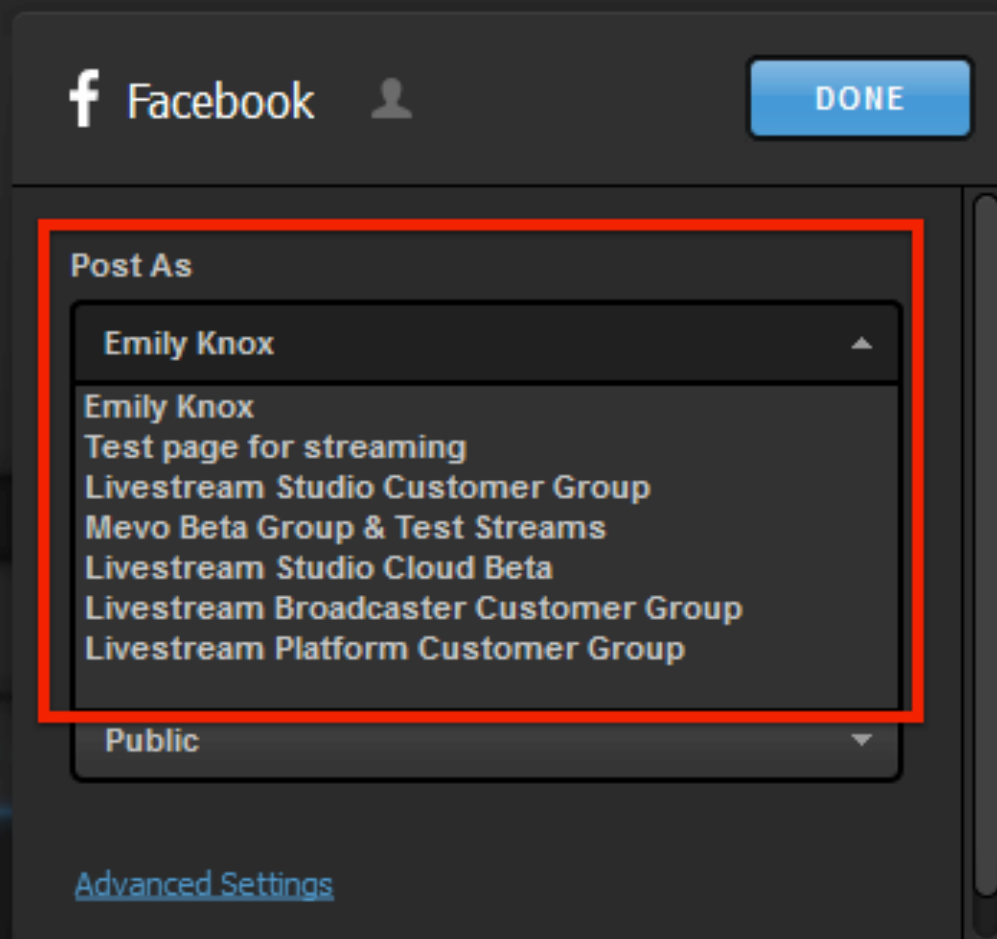 Facebook
DONE
Post As
Emily Knox
Emily Knox
Test page for streaming
Livestream Studio Customer Group
Mevo Beta Group & Test Streams
Livestream Studio Cloud Beta
Livestream Broadcaster Customer Group
Livestream Platform Customer Group
Public
Advanced Settings